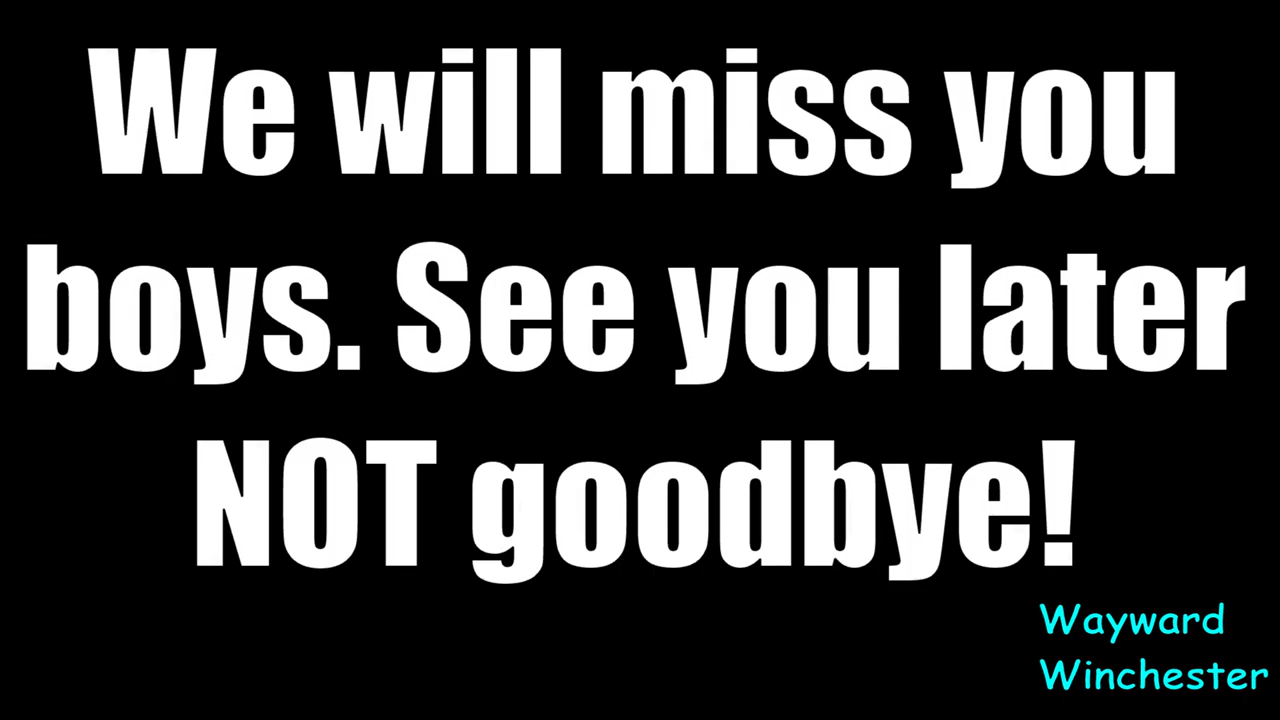 We will miss you
boys. See you later
NOT goodbye!
Wayward
Winchester